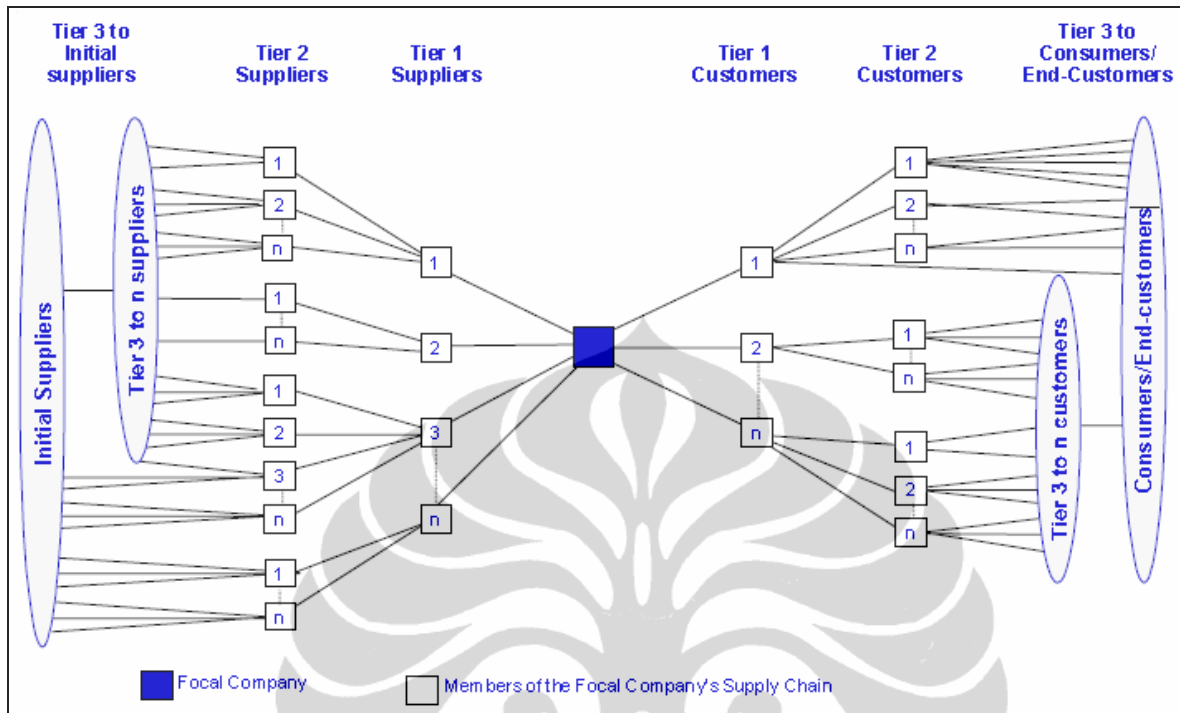 Tier 3 to
Initial
suppliers
Tier 2
Suppliers
Tier 1
Suppliers
Tier 1
Customers
Tier 2
Customers
Tier 3 to
Consumers/
End-Customers
Initial Suppliers
Tier 3 to n suppliers
1
2
n
1
n
1
2
3
n
1
n
1
2
3
n
1
2
n
1
2
n
1
n
1
2
n
Tier 3 to n customers
Consumers/End-customers
Focal Company
Members of the Focal Company's Supply Chain